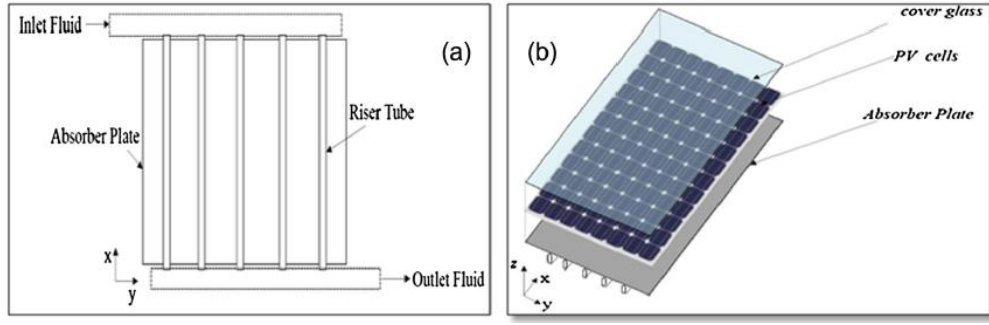 Inlet Fluid
(a)
Riser Tube
Absorber Plate
x
y
Outlet Fluid
(b)
cover glass
PV cells
Absorber Plate
z
x
y